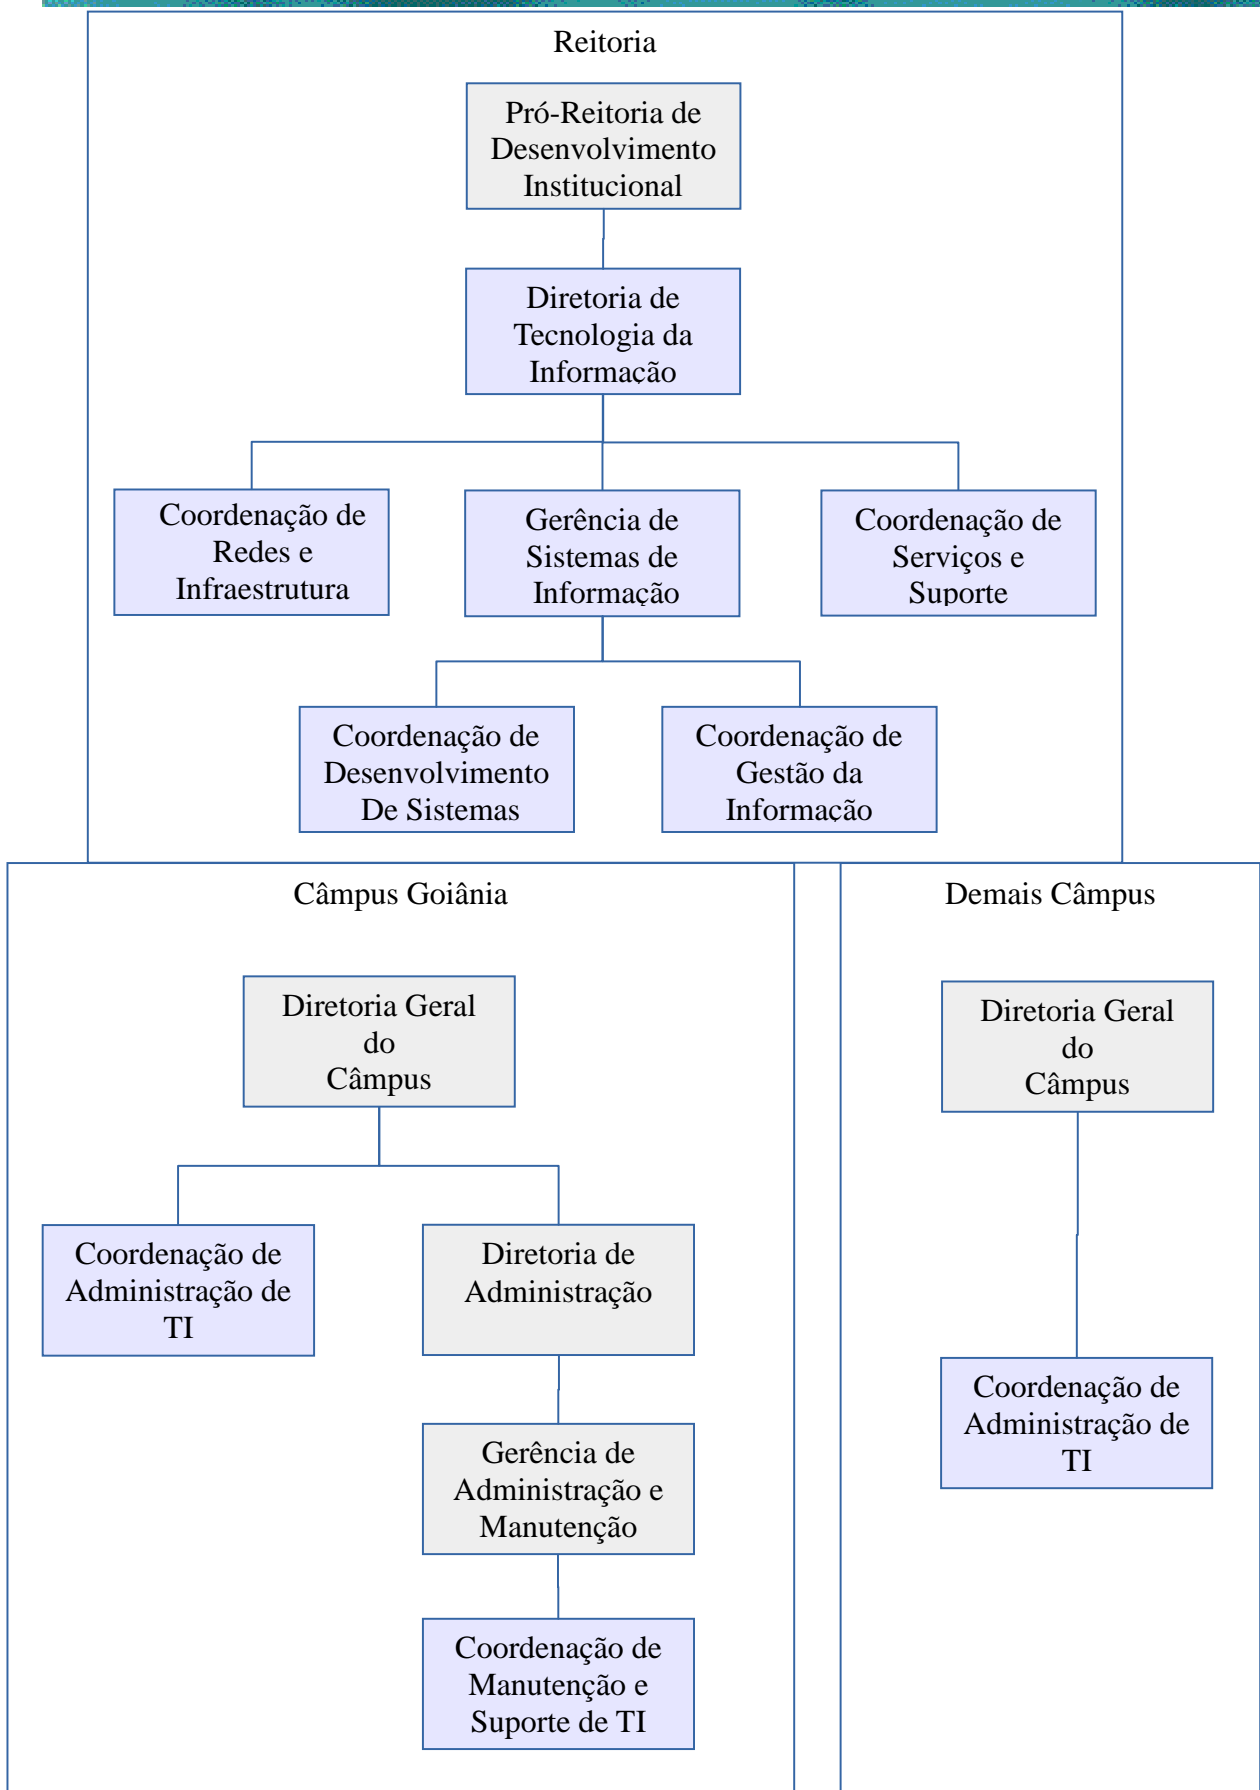 Reitoria
Pró-Reitoria de
Desenvolvimento
Institucional
Diretoria de
Tecnologia da
Informação
Coordenação de
Redes e
Infraestrutura
Gerência de
Sistemas de
Informação
Coordenação de
Serviços e
Suporte
Coordenação de
Desenvolvimento
De Sistemas
Coordenação de
Gestão da
Informação
Câmpus Goiânia
Diretoria Geral
do
Câmpus
Coordenação de
Administração de
TI
Diretoria de
Administração
Gerência de
Administração e
Manutenção
Coordenação de
Manutenção e
Suporte de TI
Demais Câmpus
Diretoria Geral
do
Câmpus
Coordenação de
Administração de
TI